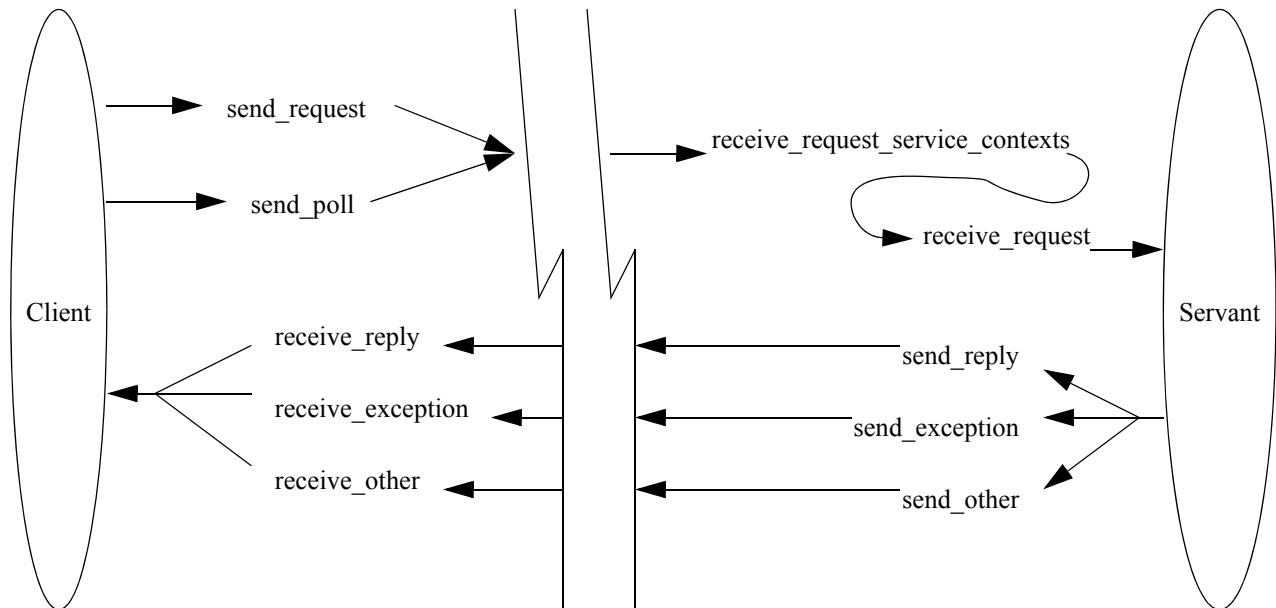 send_request
receive_request_service_contexts
send_poll
receive_request
Client
Servant
receive_reply
send_reply
receive_exception
send_exception
receive_other
send_other